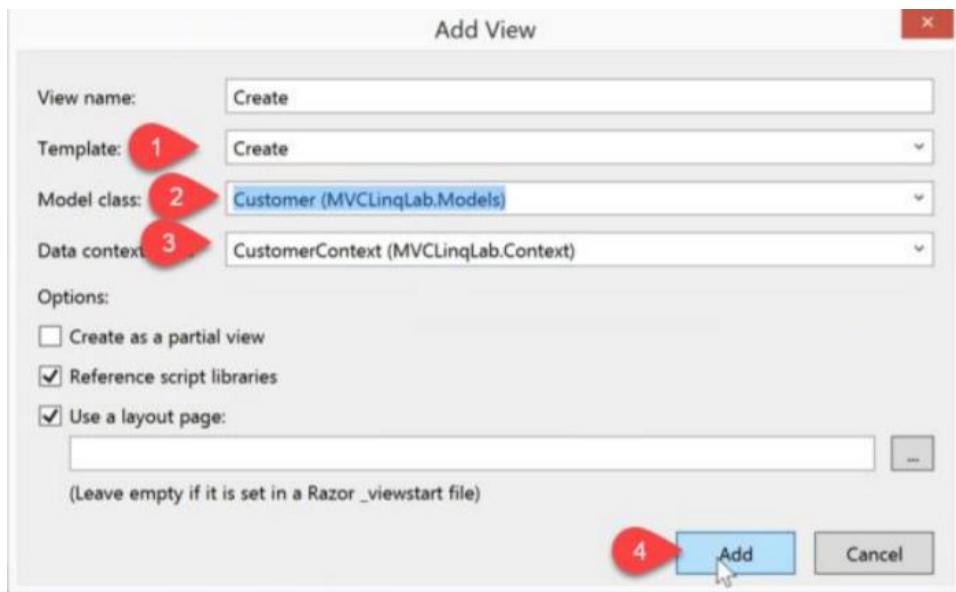 Add View
View name: Create
Template: 1 Create
Model class: 2 Customer (MVCLinqLab.Models)
Data context 3 CustomerContext (MVCLinqLab.Context)
Options:
Create as a partial view
Reference script libraries
Use a layout page:
...
(Leave empty if it is set in a Razor _viewstart file)
4 Add Cancel